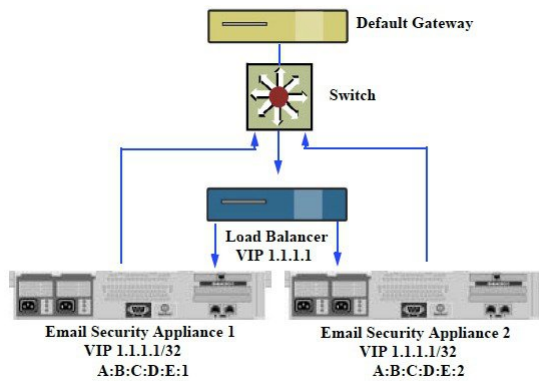 Default Gateway
Switch
Load Balancer
VIP 1.1.1.1
Email Security Appliance 1
VIP 1.1.1.1/32
A:B:C:D:E:1
Email Security Appliance 2
VIP 1.1.1.1/32
A:B:C:D:E:2